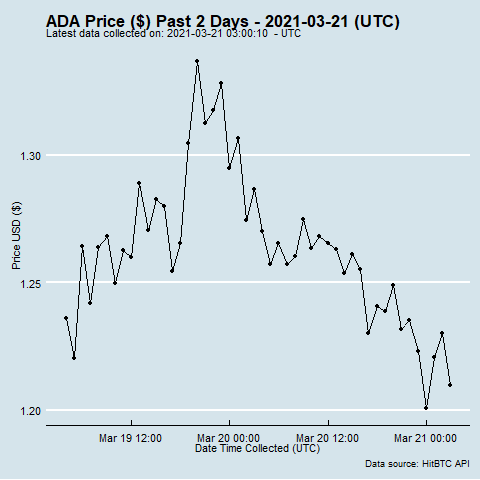 ADA Price ($) Past 2 Days - 2021-03-21 (UTC)
Latest data collected on: 2021-03-21 03:00:10 - UTC
1.30
1.25
1.20
Price USD ($)
Mar 19 12:00 Mar 20 00:00 Mar 20 12:00 Mar 21 00:00
Date Time Collected (UTC)
Data source: HitBTC API